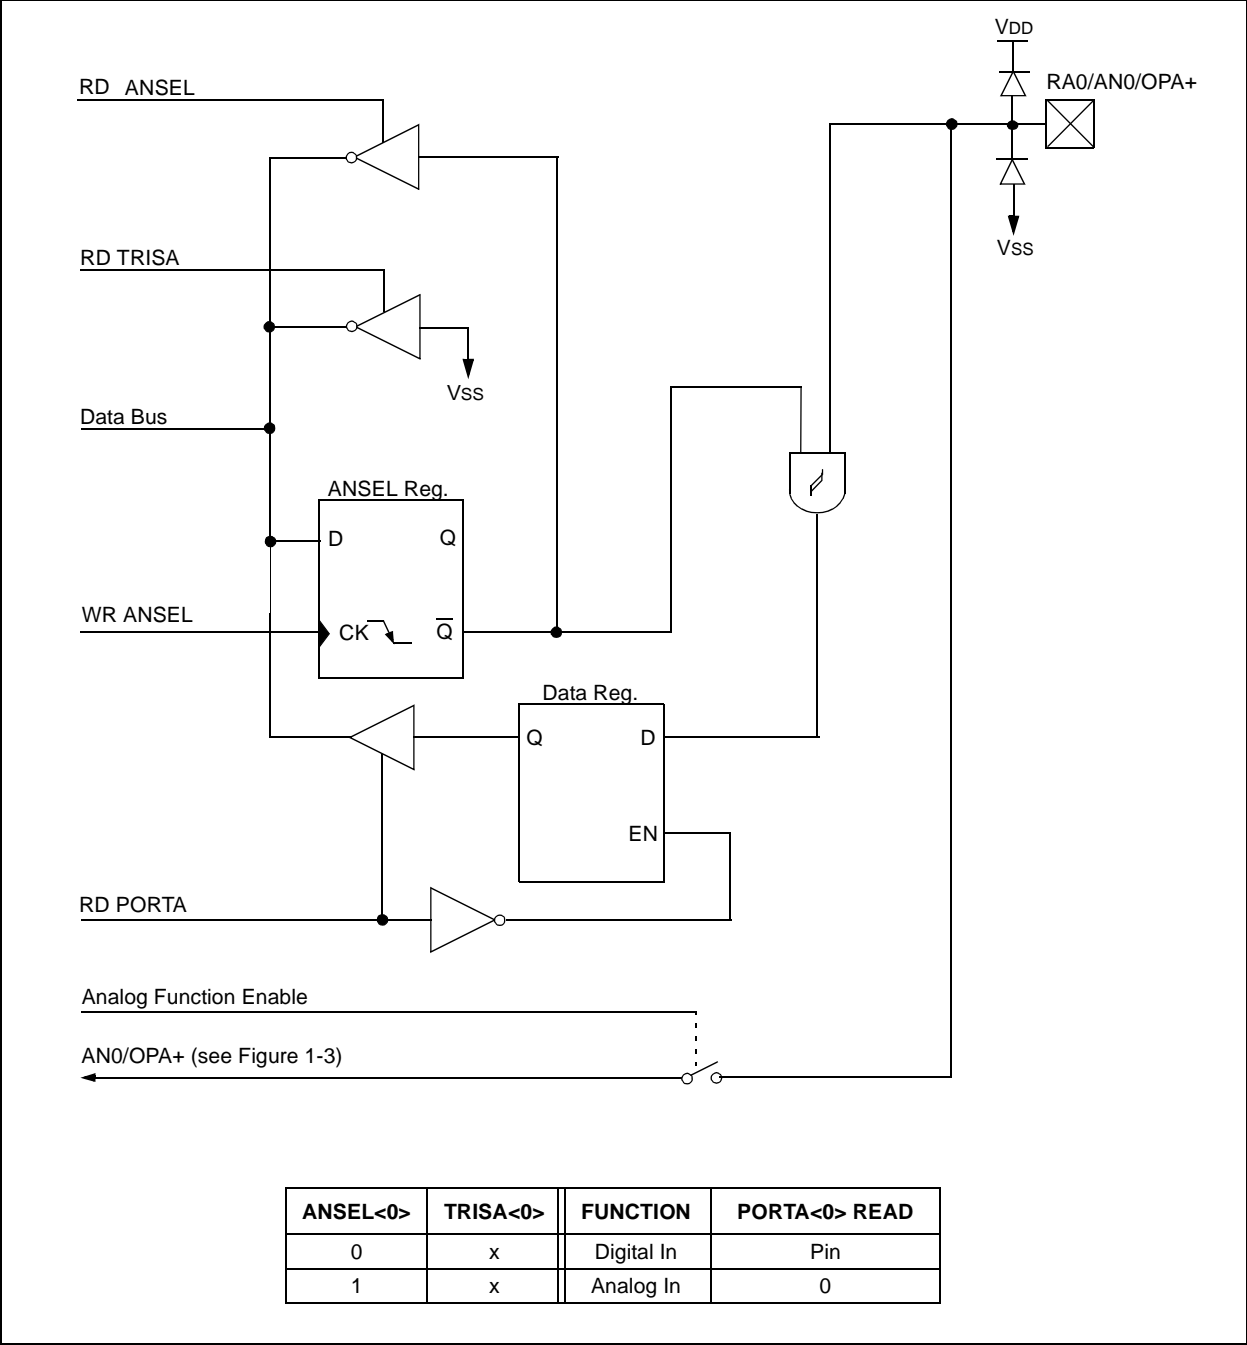 VDD
RD ANSEL
RA0/AN0/OPA+
RD TRISA
VSS
VSS
Data Bus
ANSEL Reg.
D Q
WR ANSEL
CK Q̅
Data Reg.
Q D
EN
RD PORTA
Analog Function Enable
AN0/OPA+ (see Figure 1-3)
ANSEL<0> TRISA<0> FUNCTION PORTA<0> READ
0 x Digital In Pin
1 x Analog In 0